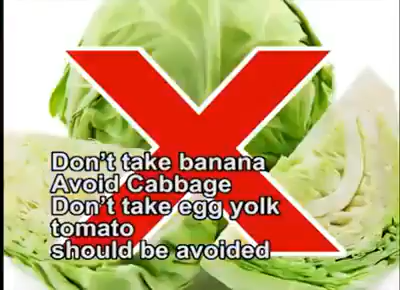 Don't take banana
Avoid Cabbage
Don't take egg yolk
tomato
should be avoided